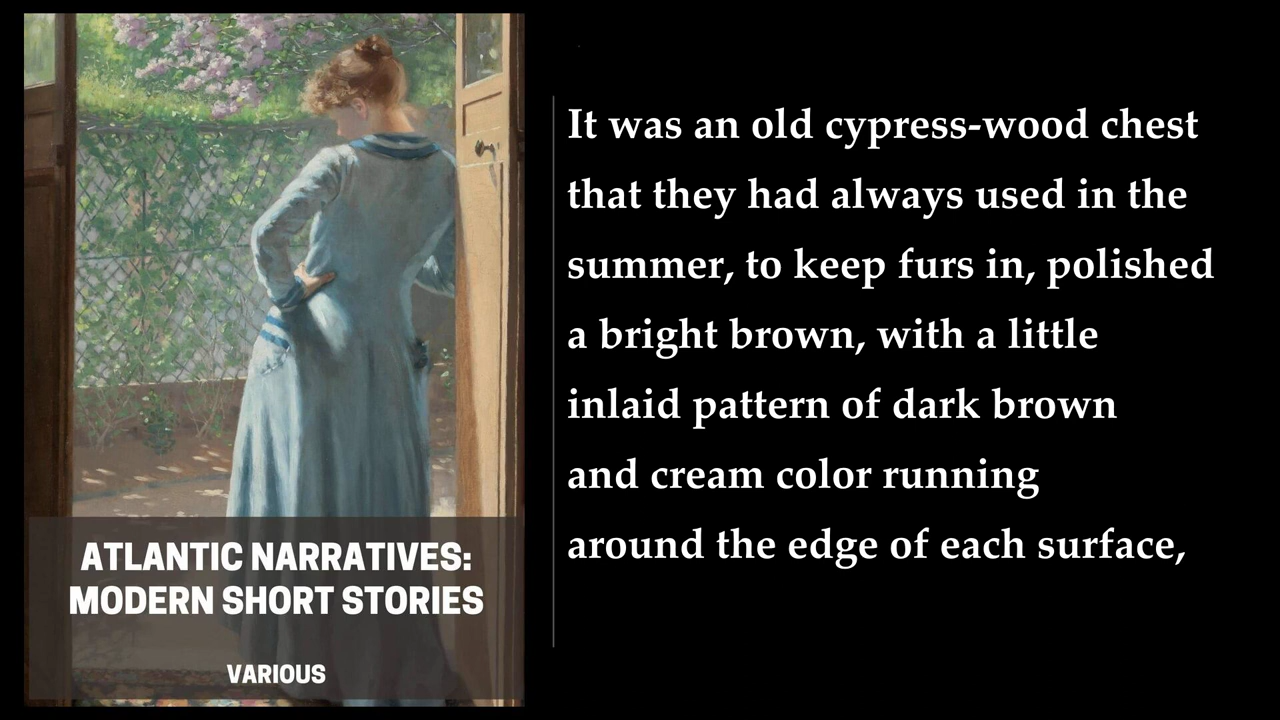 ATLANTIC NARRATIVES:
MODERN SHORT STORIES
VARIOUS
It was an old cypress-wood chest
that they had always used in the
summer, to keep furs in, polished
a bright brown, with a little
inlaid pattern of dark brown
and cream color running
around the edge of each surface,